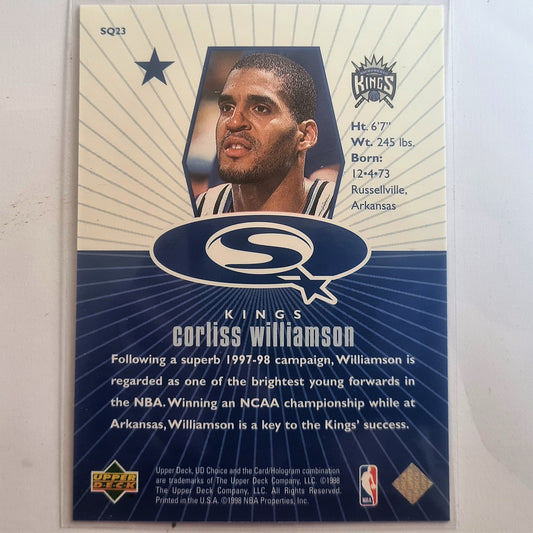 SQ23
KINGS
Ht. 6'7"
Wt. 245 lbs.
Born:
12•4•73
Russellville,
Arkansas
SQ
KINGS
corliss williamson
Following a superb 1997-98 campaign, Williamson is
regarded as one of the brightest young forwards in
the NBA. Winning an NCAA championship while at
Arkansas, Williamson is a key to the Kings' success.
UPPER
DECK
Upper Deck, UD Choice and the Card/Hologram combination
are trademarks of The Upper Deck Company, LLC. ©1998
The Upper Deck Company, LLC. All Rights Reserved.
Printed in the U.S.A. ©1998 NBA Properties, Inc.
NBA